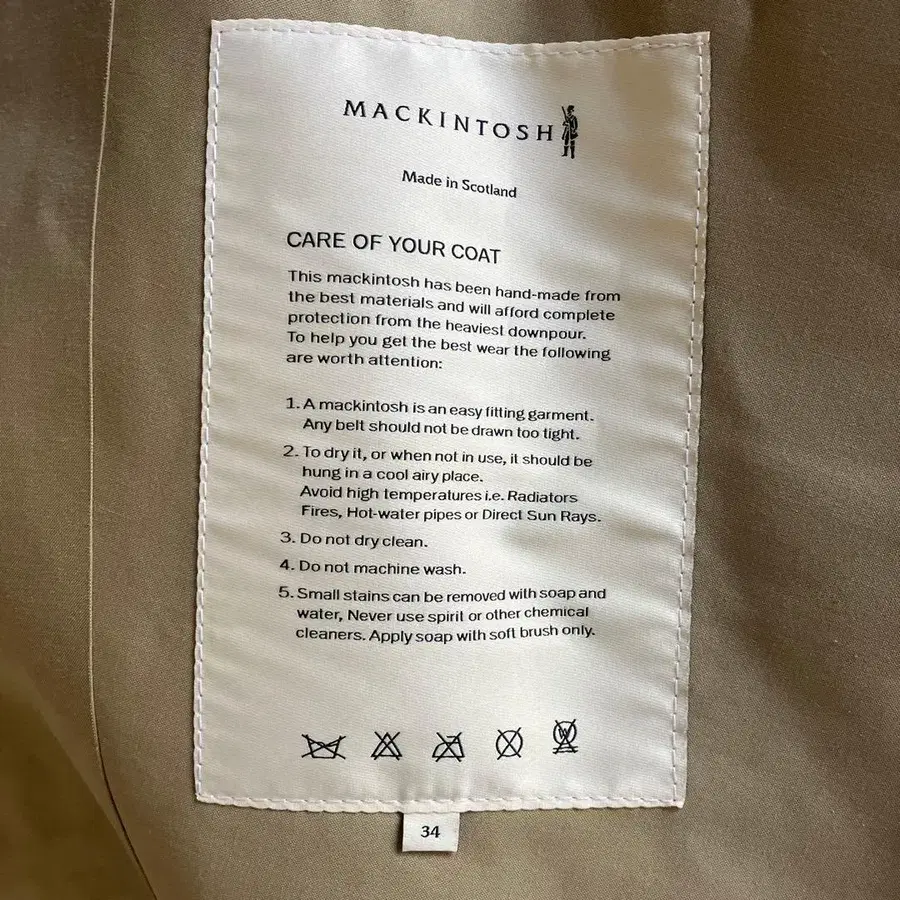 MACKINTOSH
Made in Scotland
CARE OF YOUR COAT
This mackintosh has been hand-made from
the best materials and will afford complete
protection from the heaviest downpour.
To help you get the best wear the following
are worth attention:
1. A mackintosh is an easy fitting garment.
Any belt should not be drawn too tight.
2. To dry it, or when not in use, it should be
hung in a cool airy place.
Avoid high temperatures i.e. Radiators
Fires, Hot-water pipes or Direct Sun Rays.
3. Do not dry clean.
4. Do not machine wash.
5. Small stains can be removed with soap and
water, Never use spirit or other chemical
cleaners. Apply soap with soft brush only.
W
34